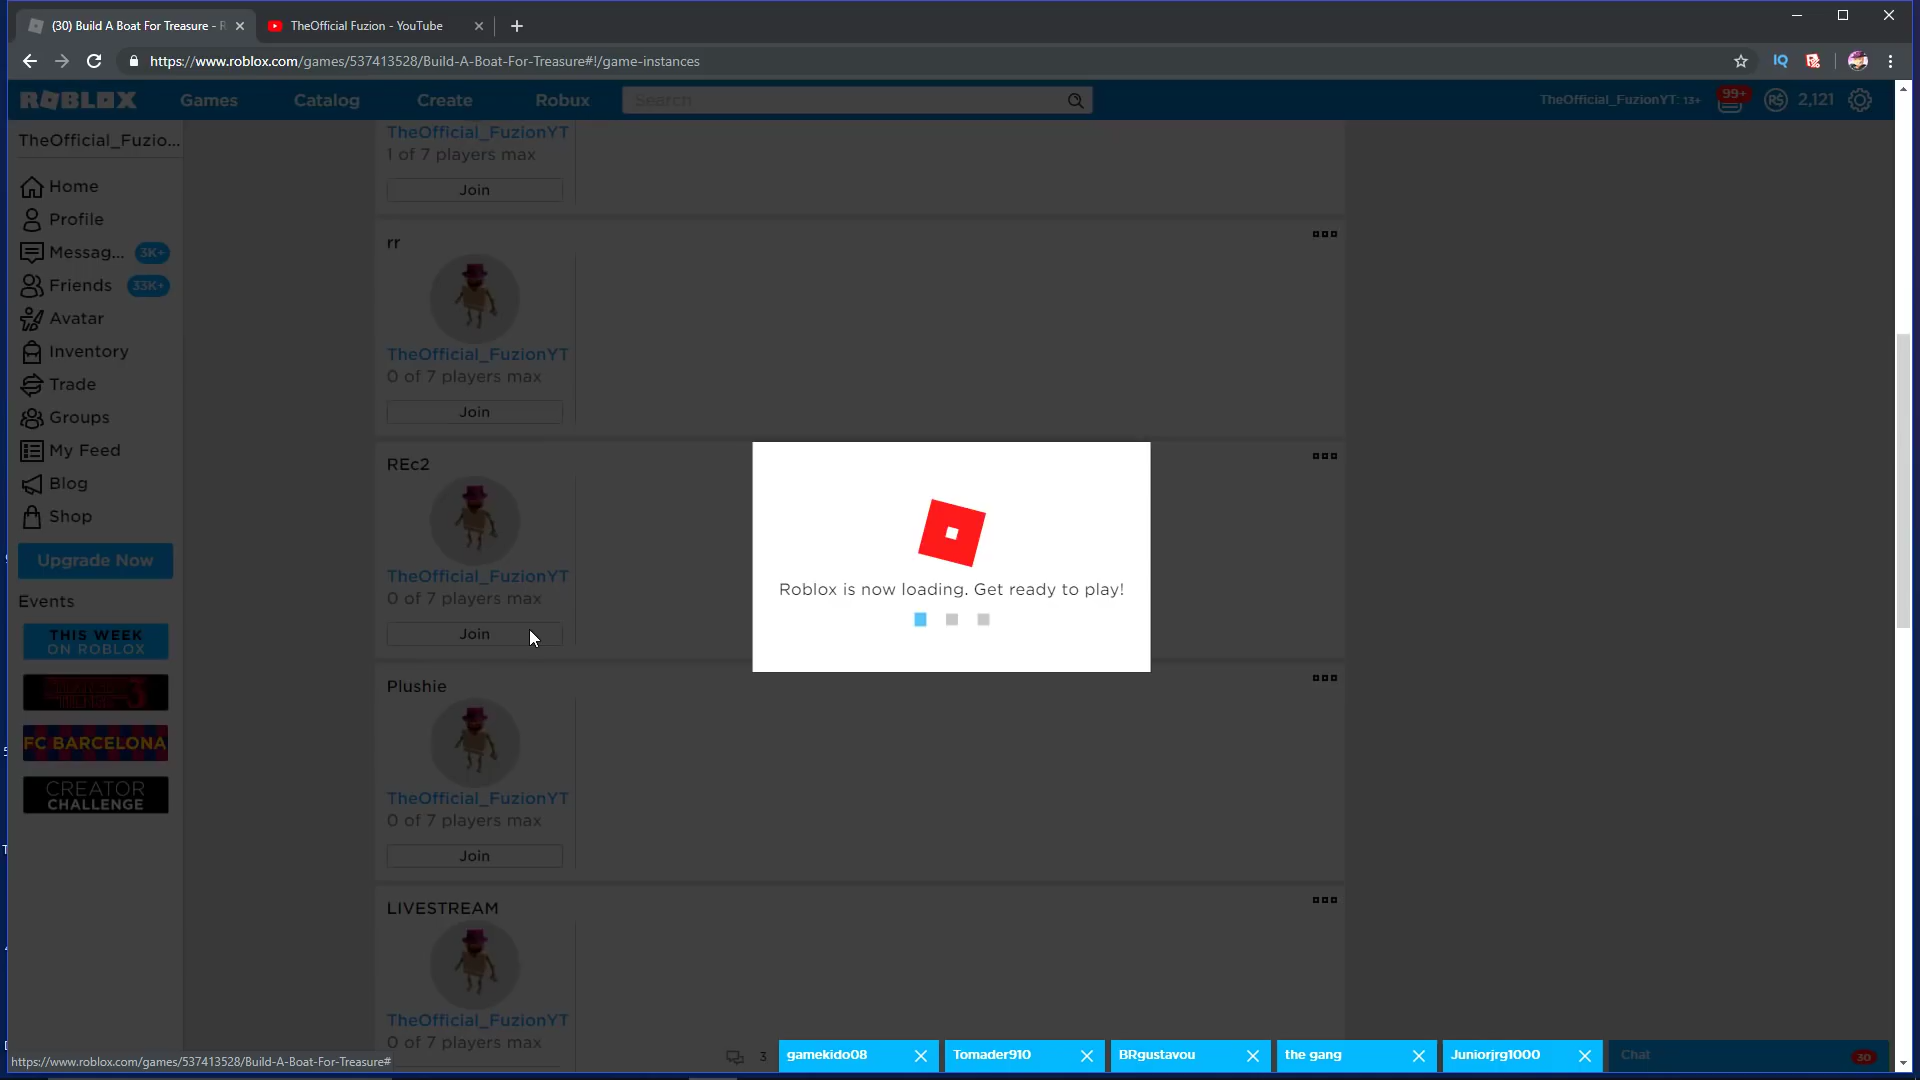 (30) Build A Boat For Treasure - R
TheOfficial Fuzion - YouTube
https://www.roblox.com/games/537413528/Build-A-Boat-For-Treasure#!/game-instances
IQ
ROBLOX
Games
Catalog
Create
Robux
Search
TheOfficial_FuzionYT: 13+
99+
R$
2,121
TheOfficial_Fuzio...
Home
Profile
Messag...
3K+
Friends
33K+
Avatar
Inventory
Trade
Groups
My Feed
Blog
Shop
Upgrade Now
Events
THIS WEEK
ON ROBLOX
3
FC BARCELONA
CREATOR
CHALLENGE
TheOfficial_FuzionYT
1 of 7 players max
Join
rr
TheOfficial_FuzionYT
0 of 7 players max
Join
REc2
TheOfficial_FuzionYT
0 of 7 players max
Join
Plushie
TheOfficial_FuzionYT
0 of 7 players max
Join
LIVESTREAM
TheOfficial_FuzionYT
0 of 7 players max
Roblox is now loading. Get ready to play!
https://www.roblox.com/games/537413528/Build-A-Boat-For-Treasure#
3
gamekido08
Tomader910
BRgustavou
the gang
Juniorjrg1000
Chat
30